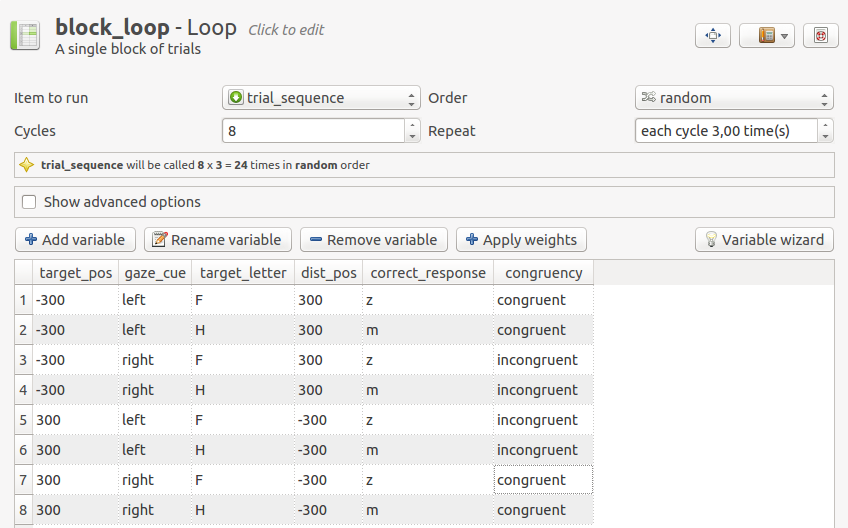 block_loop - Loop Click to edit
A single block of trials
Item to run trial_sequence Order random
Cycles 8 Repeat each cycle 3,00 time(s)
trial_sequence will be called 8 x 3 = 24 times in random order
Show advanced options
Add variable Rename variable Remove variable Apply weights Variable wizard
target_pos gaze_cue target_letter dist_pos correct_response congruency
1 -300 left F 300 z congruent
2 -300 left H 300 m congruent
3 -300 right F 300 z incongruent
4 -300 right H 300 m incongruent
5 300 left F -300 z incongruent
6 300 left H -300 m incongruent
7 300 right F -300 z congruent
8 300 right H -300 m congruent